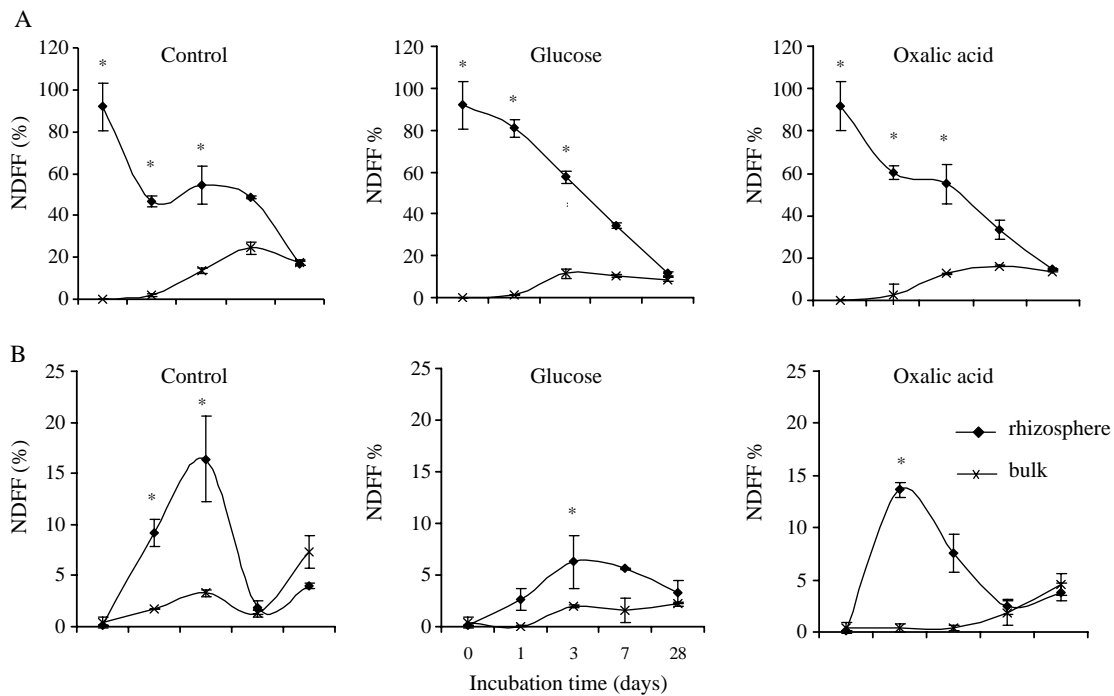 A
Control
NDFF (%)
120
100
80
60
40
20
0
*
*
*
Glucose
NDFF %
120
100
80
60
40
20
0
*
*
*
Oxalic acid
NDFF %
120
100
80
60
40
20
0
*
*
*
B
Control
NDFF (%)
25
20
15
10
5
0
*
*
Glucose
NDFF %
25
20
15
10
5
0
*
0 1 3 7 28
Incubation time (days)
Oxalic acid
NDFF %
25
20
15
10
5
0
*
rhizosphere
bulk